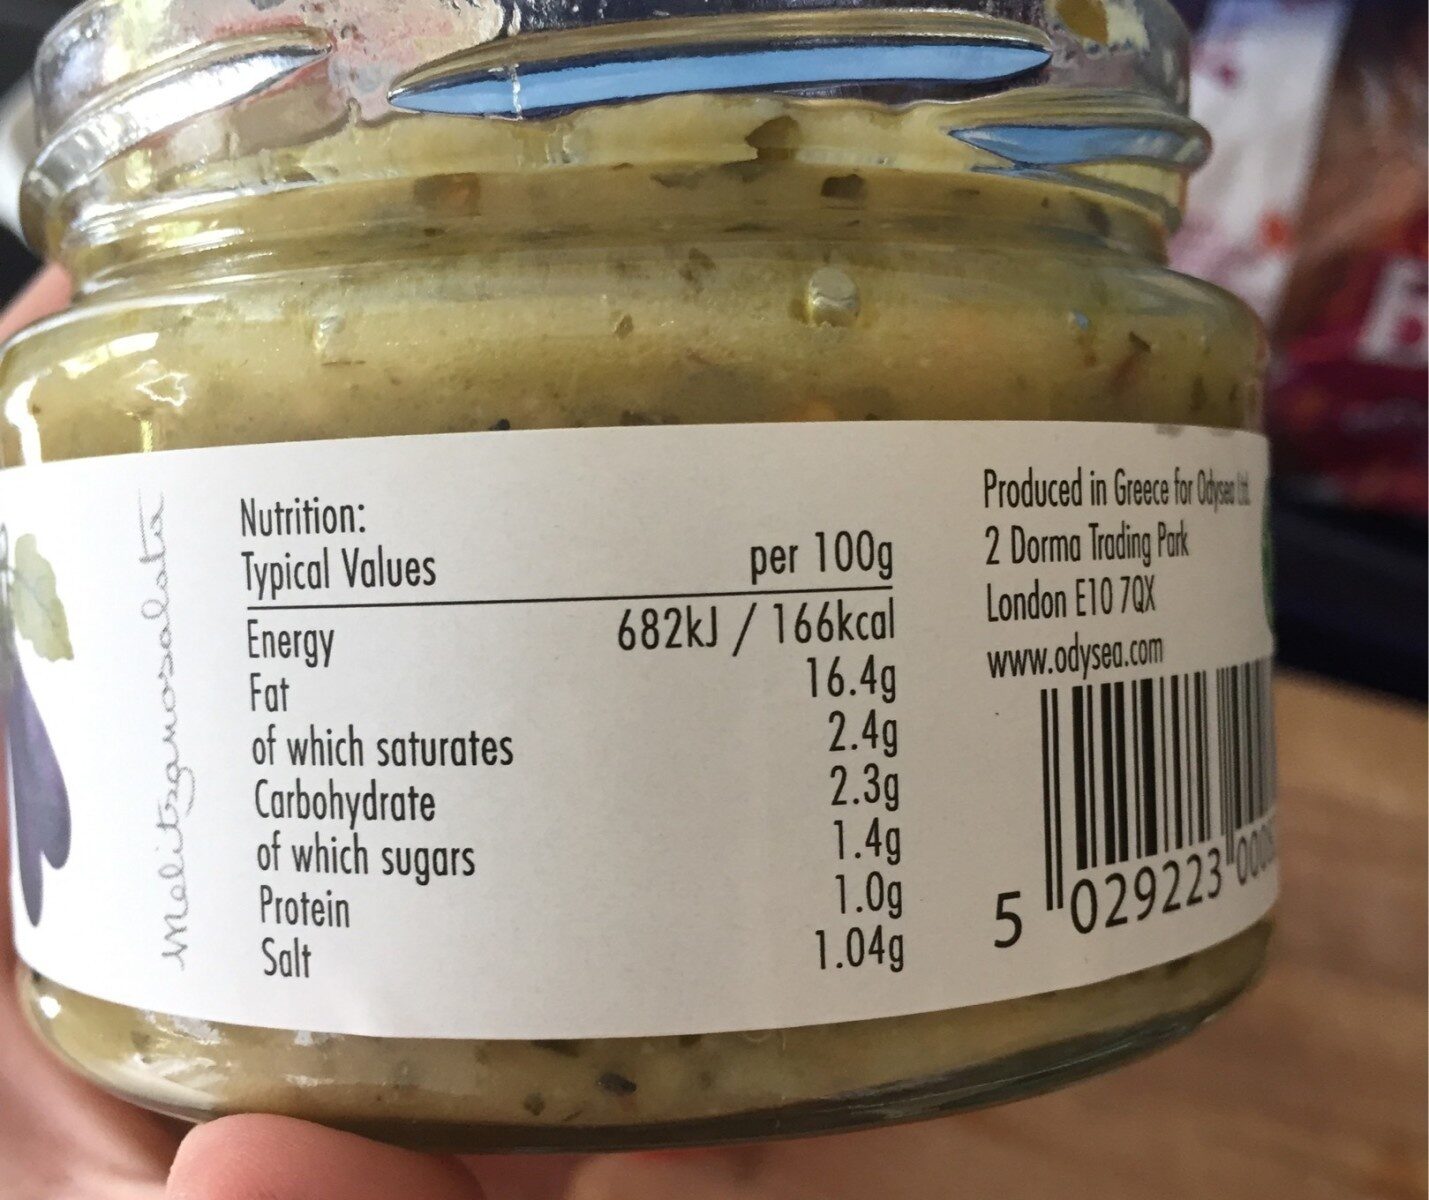 Melitzanosalata
Nutrition:
Typical Values per 100g
Energy 682kJ / 166kcal
Fat 16.4g
of which saturates 2.4g
Carbohydrate 2.3g
of which sugars 1.4g
Protein 1.0g
Salt 1.04g
Produced in Greece for Odysea Ltd.
2 Dorma Trading Park
London E10 7QX
www.odysea.com
5 029223